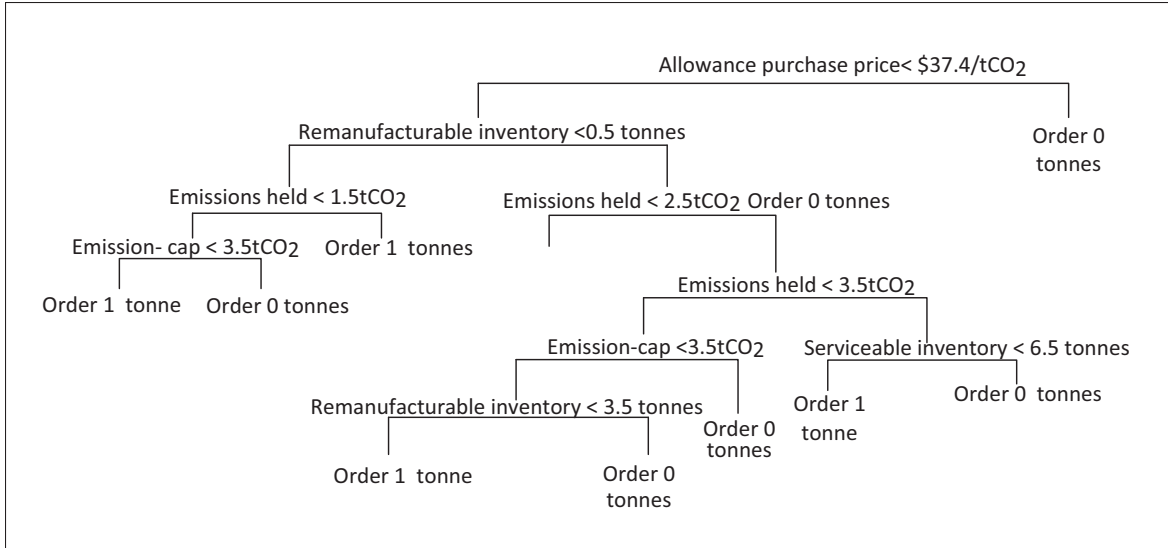 Allowance purchase price< $37.4/tCO2
Remanufacturable inventory <0.5 tonnes
Order 0
tonnes
Emissions held < 1.5tCO2
Emissions held < 2.5tCO2 Order 0 tonnes
Emission- cap < 3.5tCO2
Order 1 tonnes
Order 1 tonne
Order 0 tonnes
Emissions held < 3.5tCO2
Emission-cap <3.5tCO2
Serviceable inventory < 6.5 tonnes
Remanufacturable inventory < 3.5 tonnes
Order 0
tonnes
Order 1
tonne
Order 0 tonnes
Order 1 tonne
Order 0
tonnes